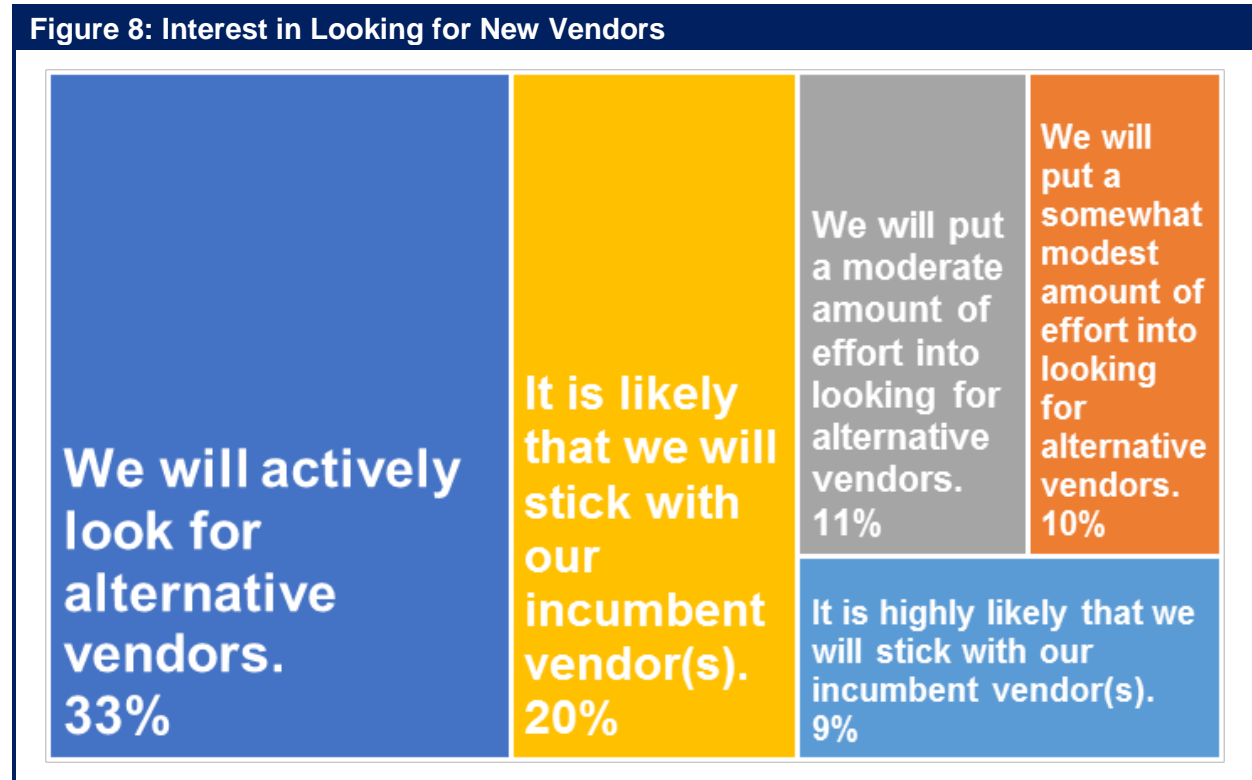 Figure 8: Interest in Looking for New Vendors
We will actively
look for
alternative
vendors.
33%
It is likely
that we will
stick with
our
incumbent
vendor(s).
20%
We will put
a moderate
amount of
effort into
looking for
alternative
vendors.
11%
We will
put a
somewhat
modest
amount of
effort into
looking
for
alternative
vendors.
10%
It is highly likely that we
will stick with our
incumbent vendor(s).
9%